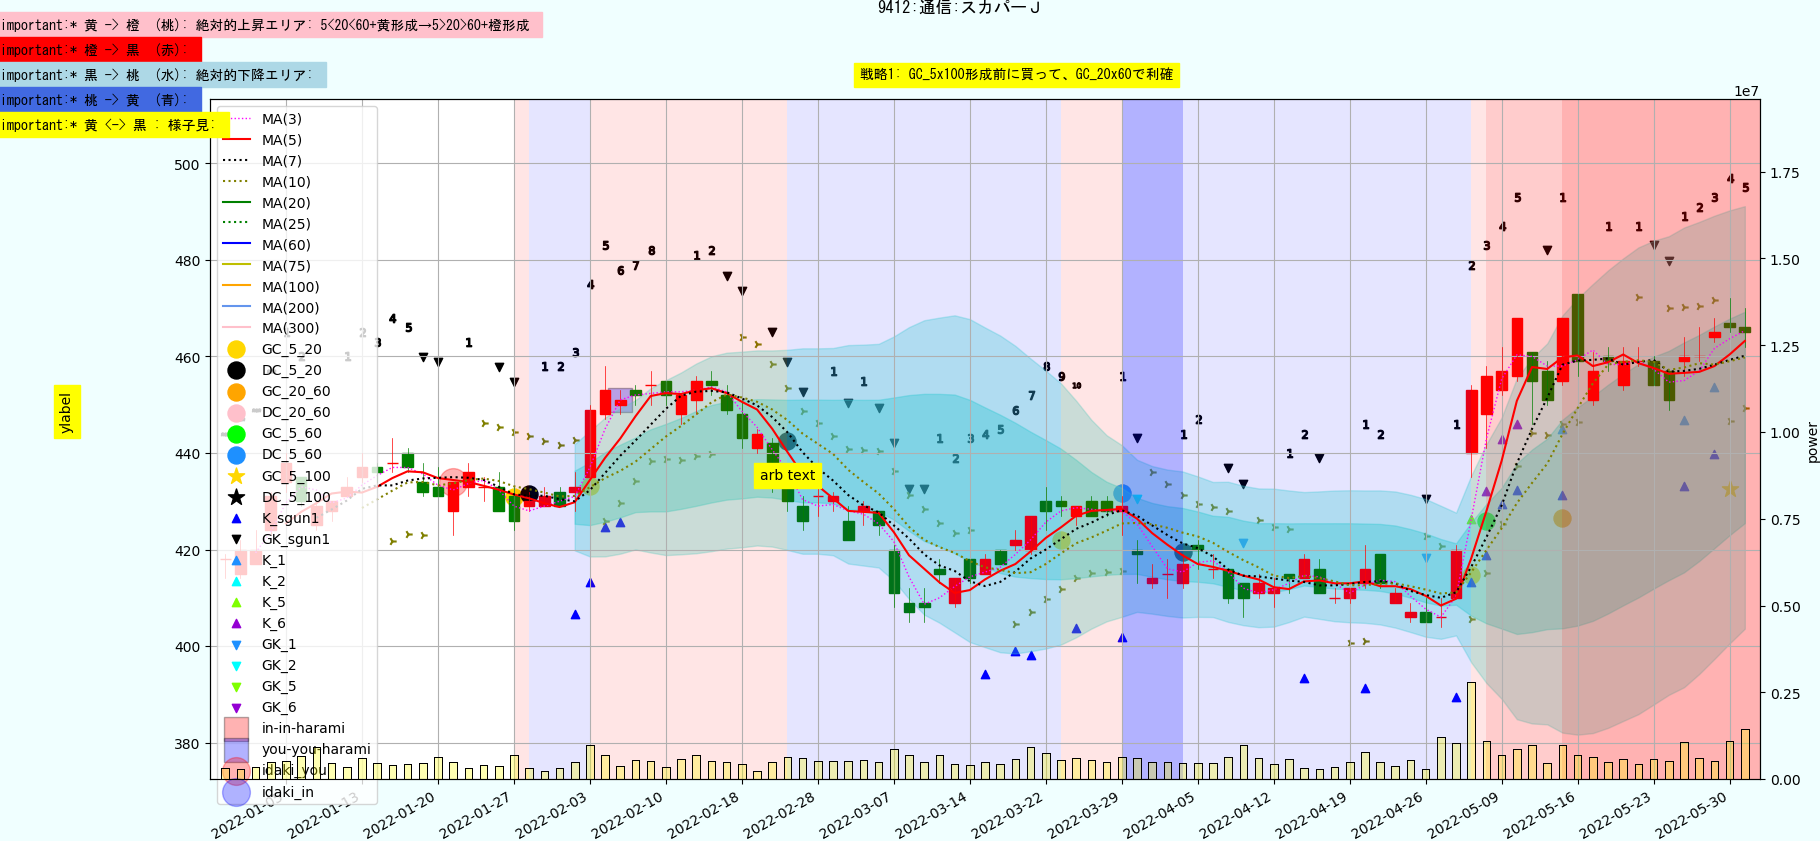 9412:通信:スカパーJ
important:* 黄 -> 橙 (桃): 絶対的上昇エリア: 5<20<60+黄形成→5>20>60+橙形成
important:* 橙 -> 黒 (赤):
important:* 黒 -> 桃 (水): 絶対的下降エリア:
important:* 桃 -> 黄 (青):
important:* 黄 <-> 黒 : 様子見:
戦略1: GC_5x100形成前に買って、GC_20x60で利確
1e7
MA(3)
MA(5)
MA(7)
MA(10)
MA(20)
MA(25)
MA(60)
MA(75)
MA(100)
MA(200)
MA(300)
GC_5_20
DC_5_20
GC_20_60
DC_20_60
GC_5_60
DC_5_60
GC_5_100
DC_5_100
K_sgun1
GK_sgun1
K_1
K_2
K_5
K_6
GK_1
GK_2
GK_5
GK_6
in-in-harami
you-you-harami
idaki_you
idaki_in
500
480
460
440
420
400
380
ylabel
arb text
1.75
1.50
1.25
1.00
0.75
0.50
0.25
0.00
power
2022-01-05
2022-01-13
2022-01-20
2022-01-27
2022-02-03
2022-02-10
2022-02-18
2022-02-28
2022-03-07
2022-03-14
2022-03-22
2022-03-29
2022-04-05
2022-04-12
2022-04-19
2022-04-26
2022-05-09
2022-05-16
2022-05-23
2022-05-30